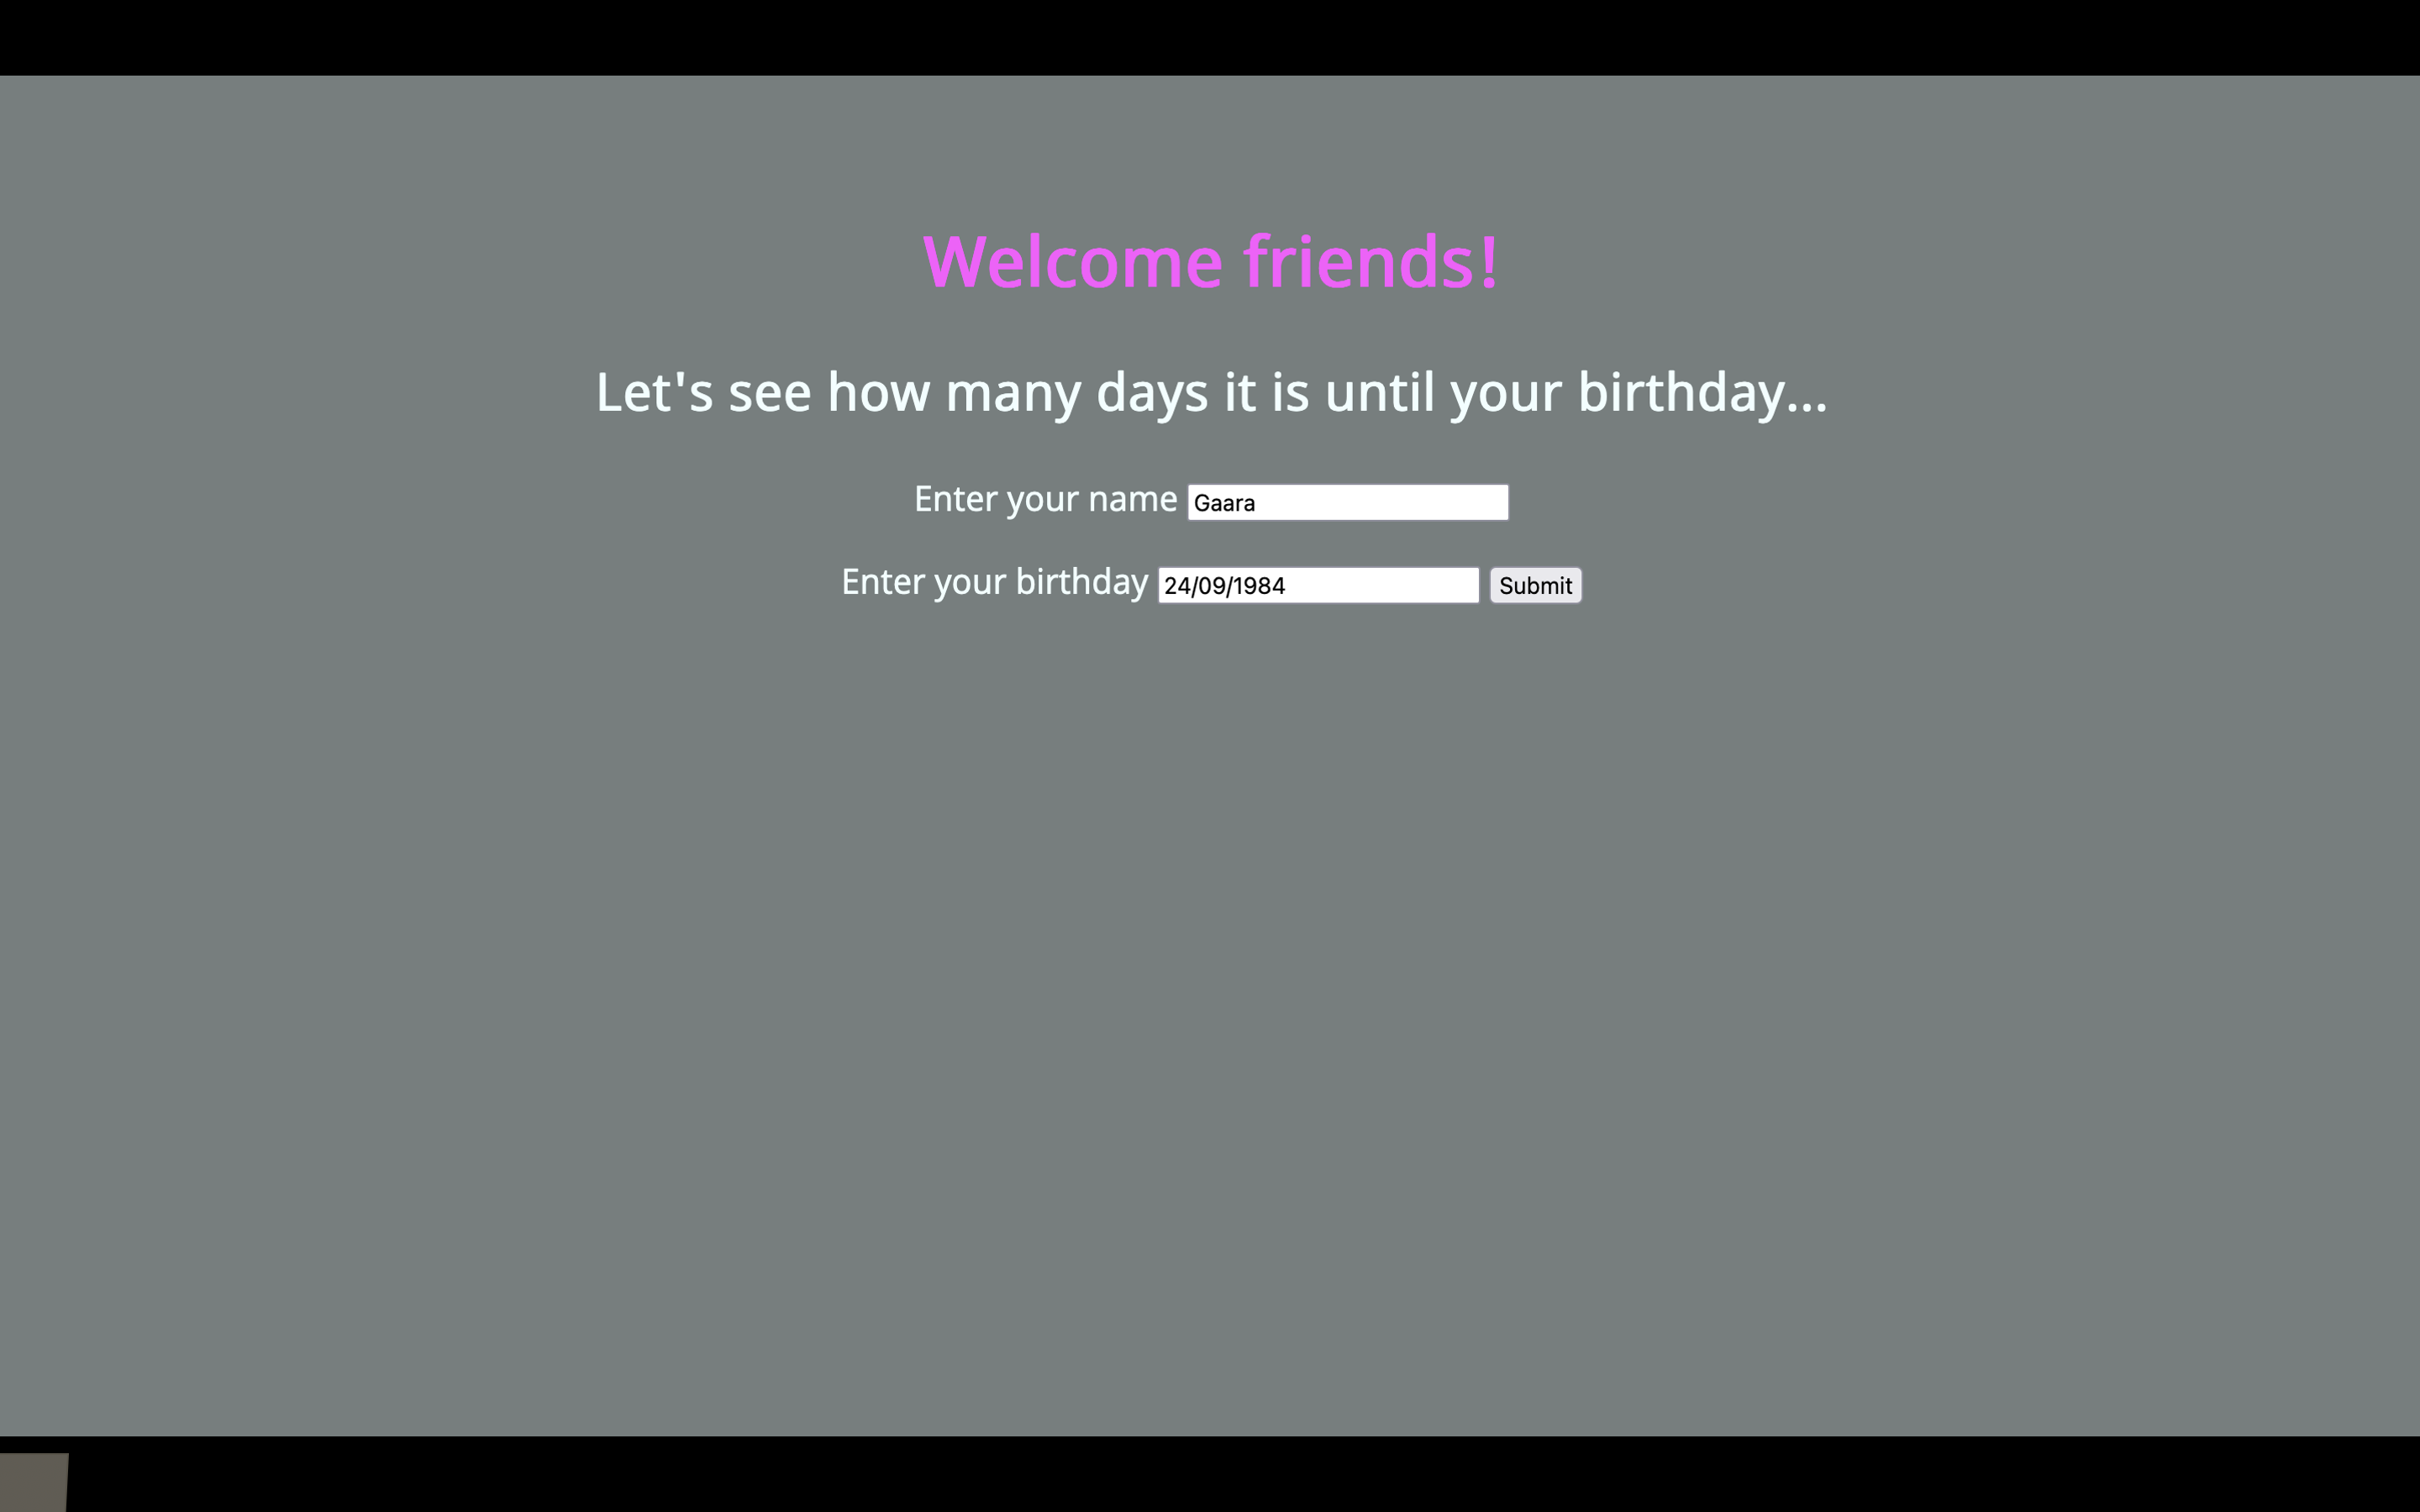 Welcome friends!
Let's see how many days it is until your birthday...
Enter your name Gaara
Enter your birthday 24/09/1984 Submit